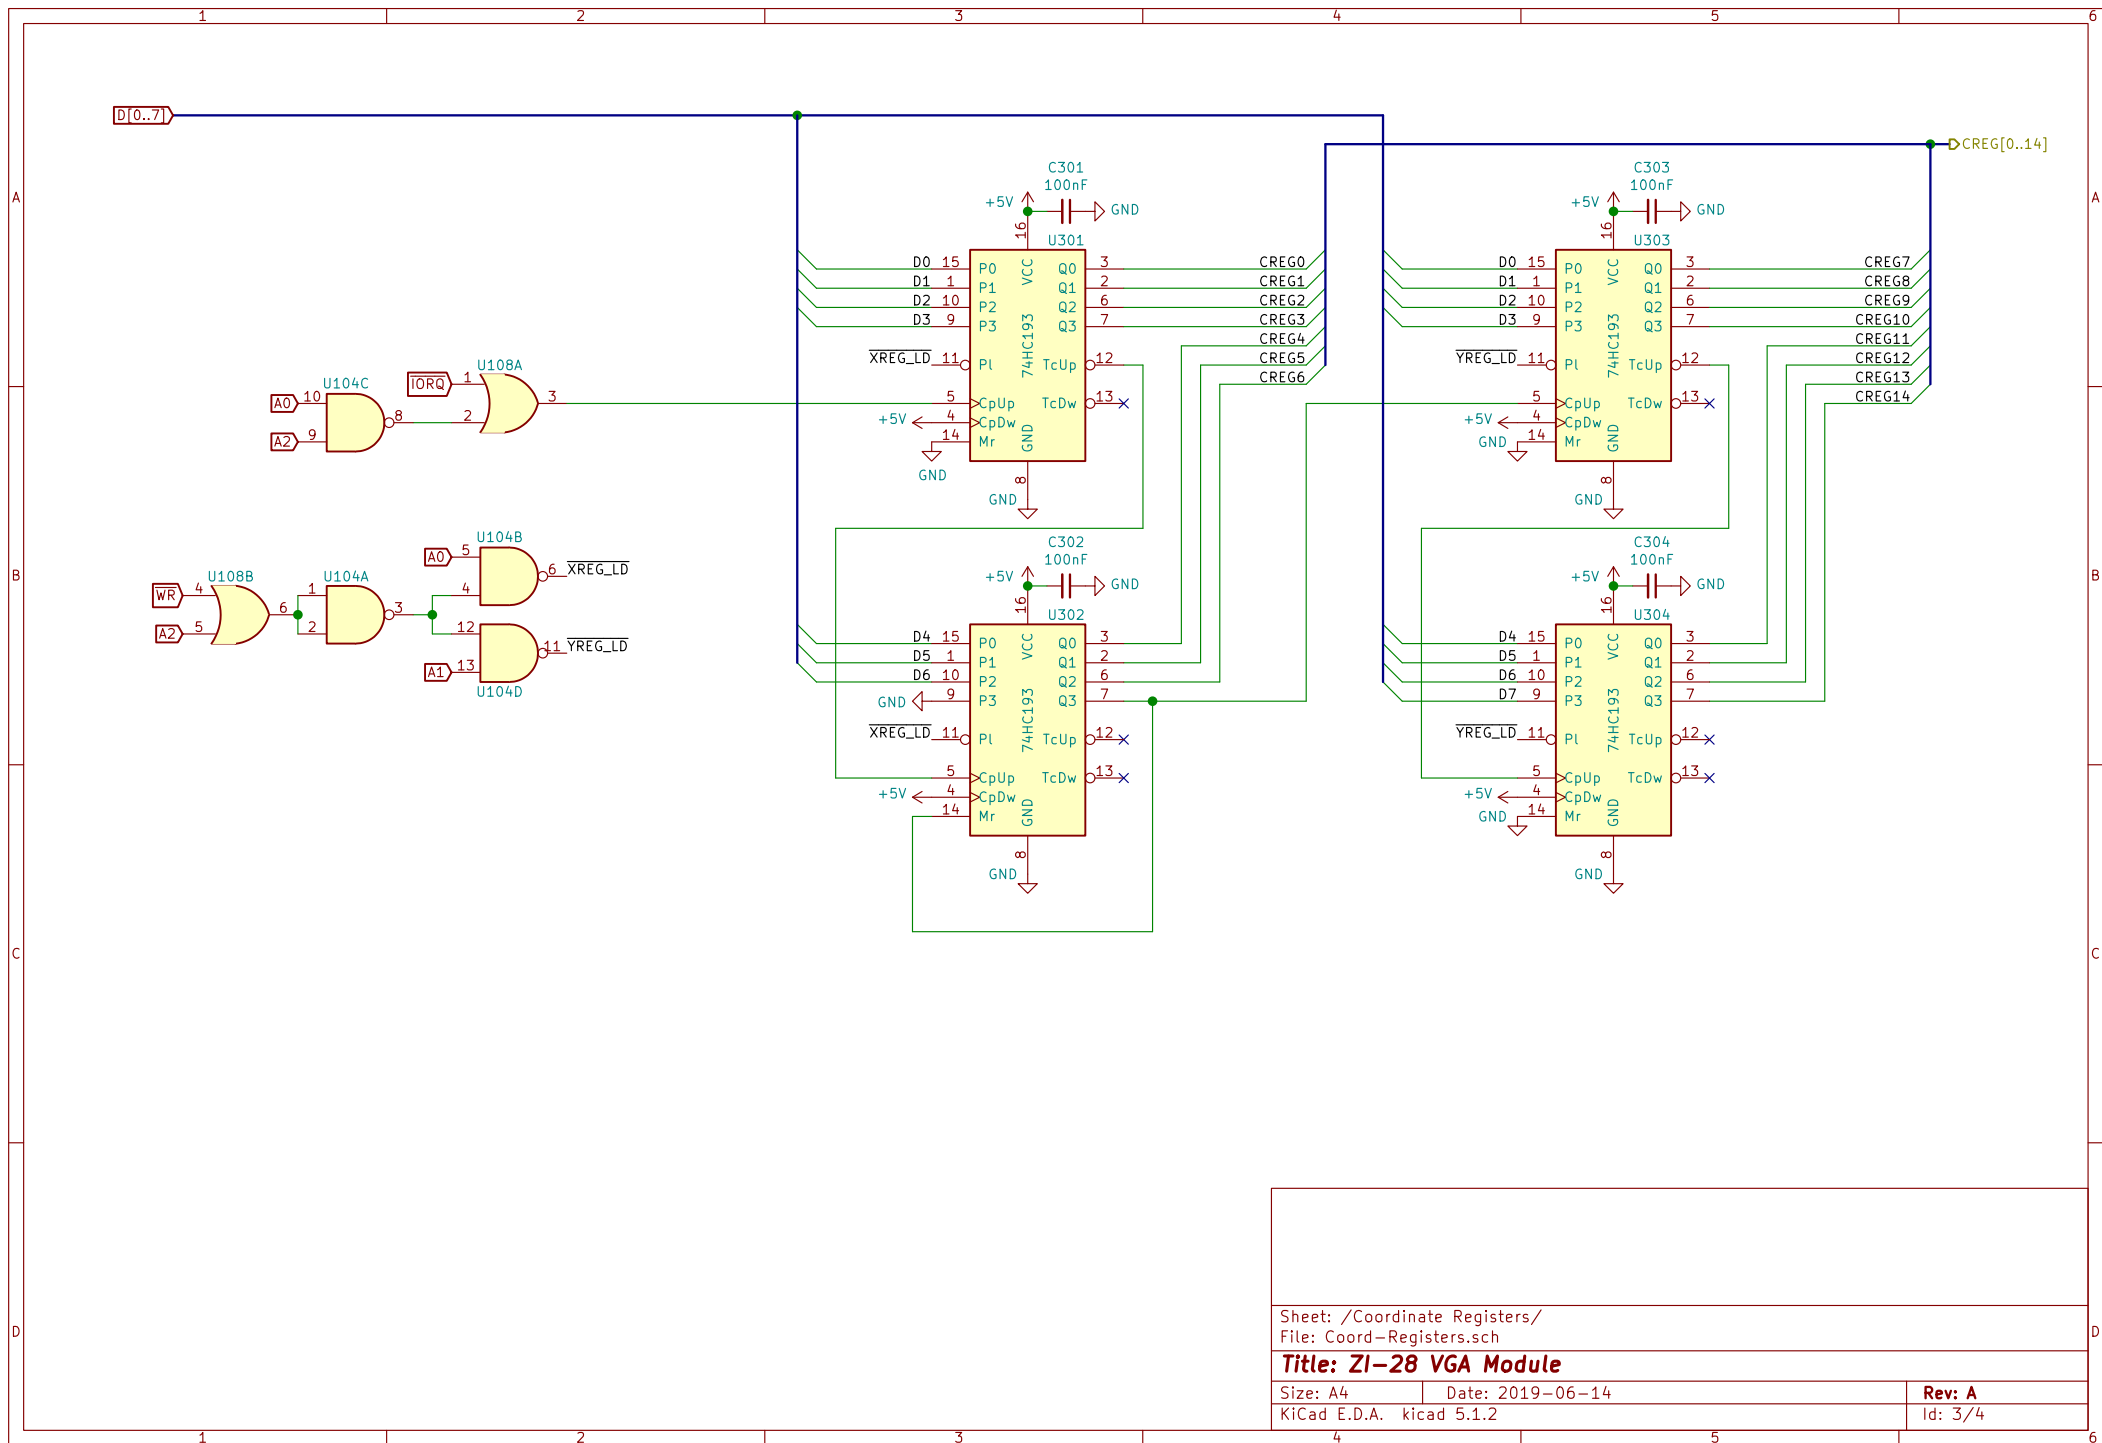 1 2 3 4 5 6
A
B
C
D
A
B
C
D
D[0..7]
CREG[0..14]
U104C
A0 10
A2 9
8
U108A
IORQ 1
2
3
U108B
WR 4
A2 5
6
U104A
1
2
3
U104B
A0 5
4
6 XREG_LD
12
A1 13
11 YREG_LD
U104D
C301
100nF
+5V
GND
16
U301
D0 15 P0 VCC Q0 3 CREG0
D1 1 P1 Q1 2 CREG1
D2 10 P2 Q2 6 CREG2
D3 9 P3 Q3 7 CREG3
CREG4
CREG5
CREG6
XREG_LD 11 Pl 74HC193 TcUp 12
5 CpUp TcDw 13
+5V 4 CpDw
14 Mr GND
GND
8
GND
C302
100nF
+5V
GND
16
U302
D4 15 P0 VCC Q0 3
D5 1 P1 Q1 2
D6 10 P2 Q2 6
GND 9 P3 Q3 7
XREG_LD 11 Pl 74HC193 TcUp 12
5 CpUp TcDw 13
+5V 4 CpDw
14 Mr GND
8
GND
C303
100nF
+5V
GND
16
U303
D0 15 P0 VCC Q0 3 CREG7
D1 1 P1 Q1 2 CREG8
D2 10 P2 Q2 6 CREG9
D3 9 P3 Q3 7 CREG10
CREG11
CREG12
CREG13
CREG14
YREG_LD 11 Pl 74HC193 TcUp 12
5 CpUp TcDw 13
+5V 4 CpDw
GND 14 Mr GND
8
GND
C304
100nF
+5V
GND
16
U304
D4 15 P0 VCC Q0 3
D5 1 P1 Q1 2
D6 10 P2 Q2 6
D7 9 P3 Q3 7
YREG_LD 11 Pl 74HC193 TcUp 12
5 CpUp TcDw 13
+5V 4 CpDw
GND 14 Mr GND
8
GND
Sheet: /Coordinate Registers/
File: Coord-Registers.sch
Title: ZI-28 VGA Module
Size: A4 Date: 2019-06-14 Rev: A
KiCad E.D.A. kicad 5.1.2 Id: 3/4
1 2 3 4 5 6